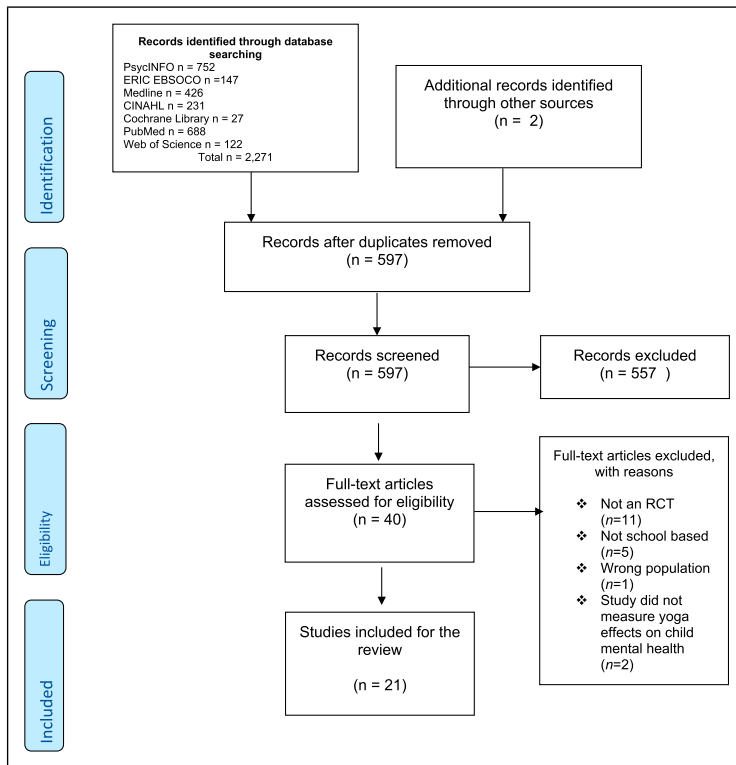 Records identified through database
searching
PsycINFO n = 752
ERIC EBSOCO n =147
Medline n = 426
CINAHL n = 231
Cochrane Library n = 27
PubMed n = 688
Web of Science n = 122
Total n = 2,271
Additional records identified
through other sources
(n = 2)
Identification
Records after duplicates removed
(n = 597)
Screening
Records screened
(n = 597)
Records excluded
(n = 557 )
Eligibility
Full-text articles
assessed for eligibility
(n = 40)
Full-text articles excluded,
with reasons
❖ Not an RCT
(n=11)
❖ Not school based
(n=5)
❖ Wrong population
(n=1)
❖ Study did not
measure yoga
effects on child
mental health
(n=2)
Included
Studies included for the
review
(n = 21)